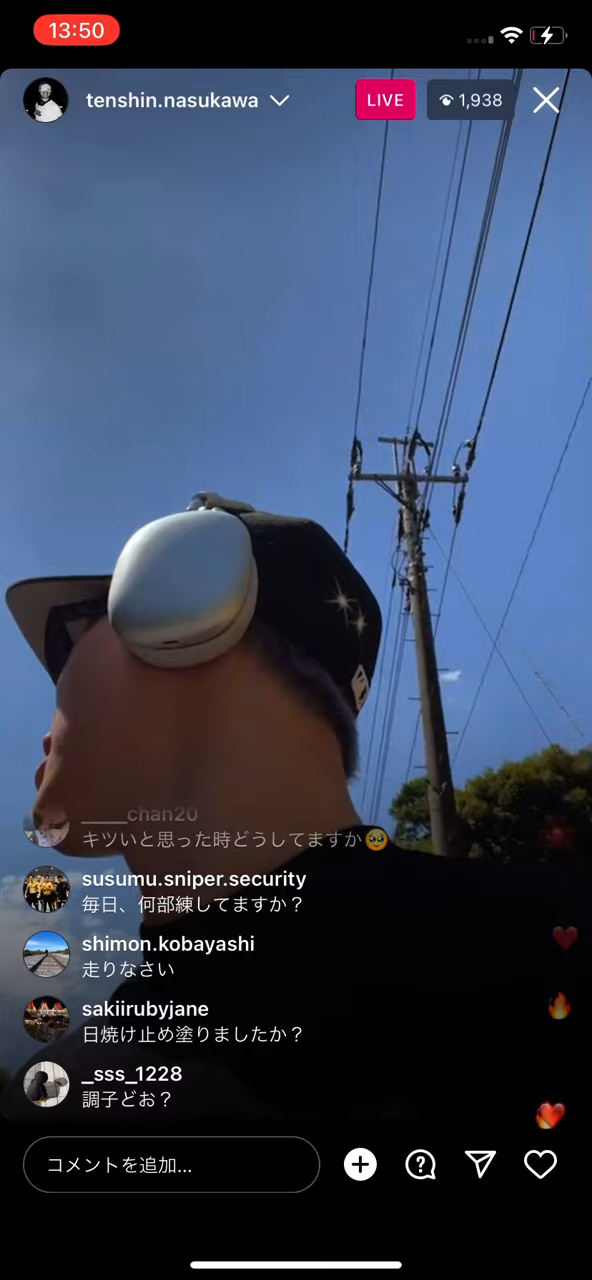 13:50
tenshin.nasukawa
LIVE
1,938
____chan20
キツいと思った時どうしてますか🥺
susumu.sniper.security
毎日、何部練してますか？
shimon.kobayashi
走りなさい
sakiirubyjane
日焼け止め塗りましたか？
_sss_1228
調子どお？
コメントを追加...